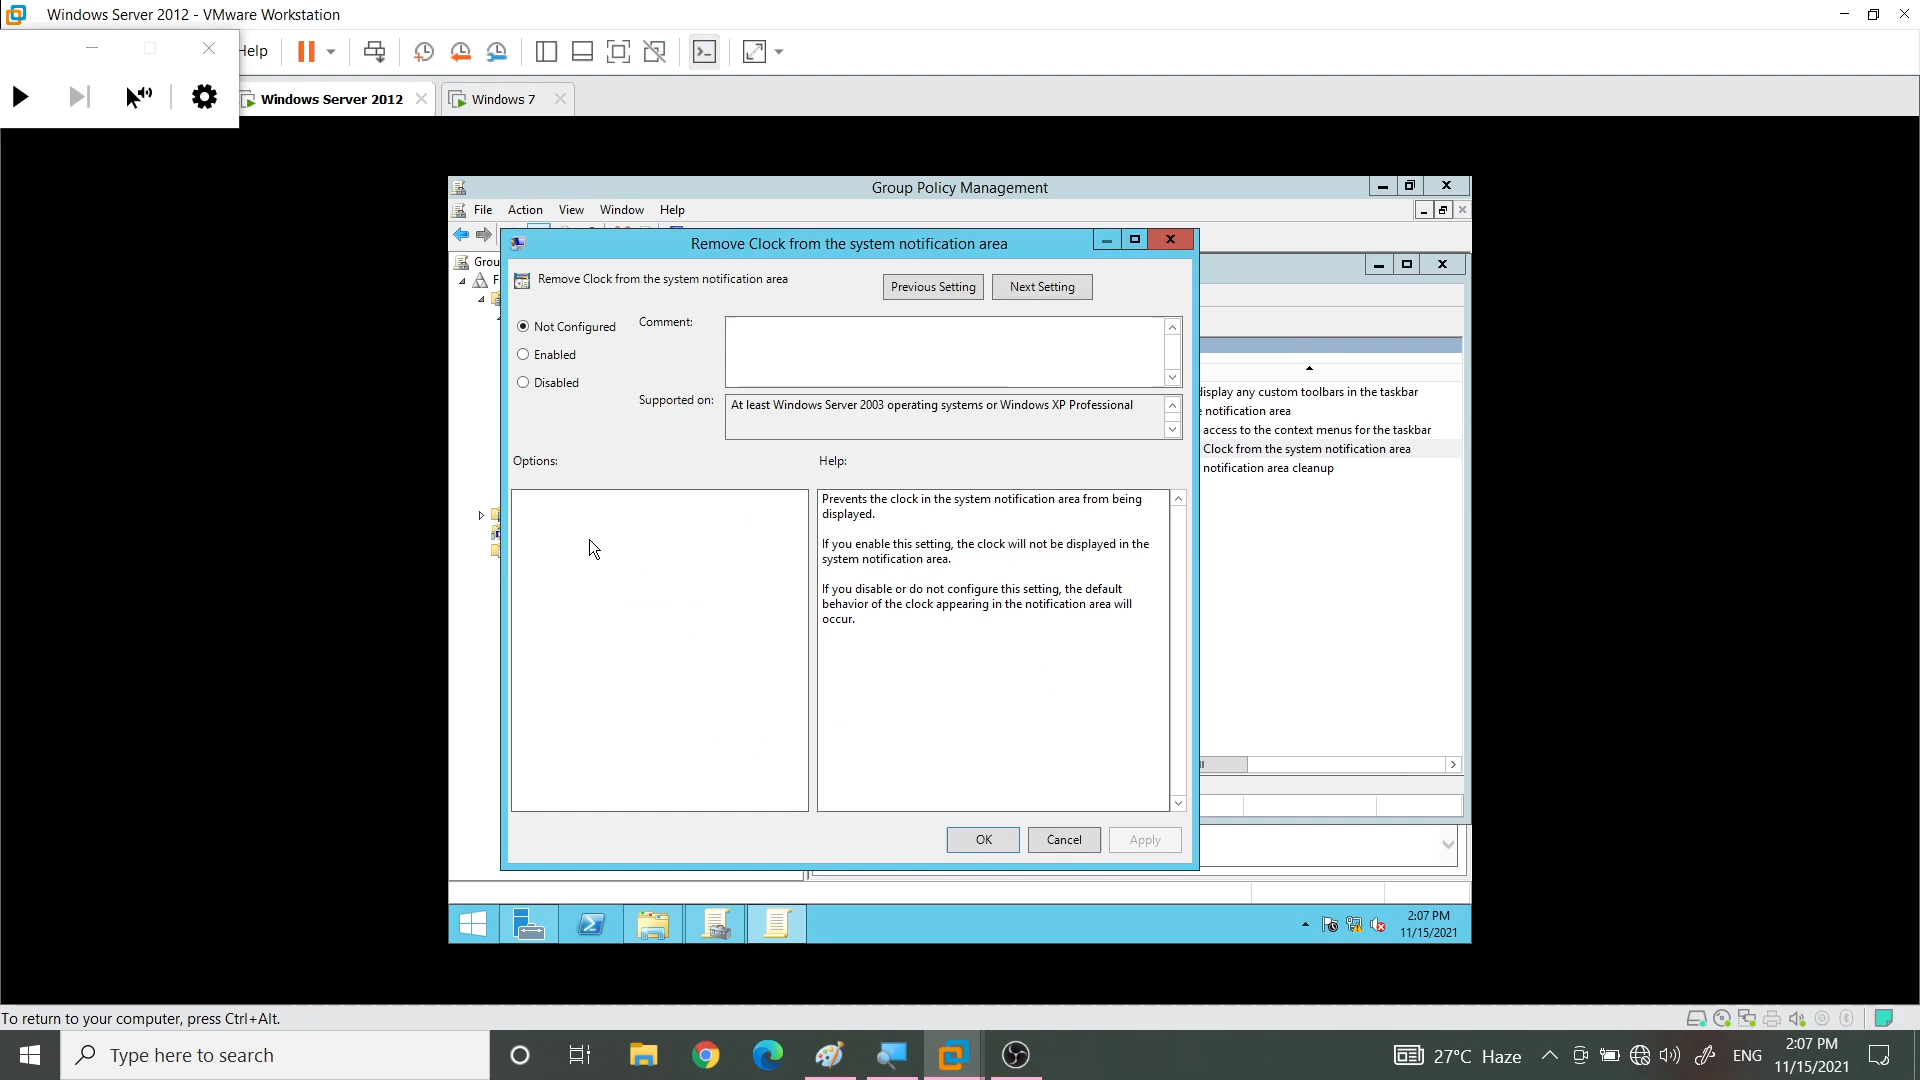 Windows Server 2012 - VMware Workstation
Help
Windows Server 2012
Windows 7
Group Policy Management
File Action View Window Help
Remove Clock from the system notification area
Grou
F
Remove Clock from the system notification area
Previous Setting
Next Setting
Not Configured
Enabled
Disabled
Comment:
Supported on:
At least Windows Server 2003 operating systems or Windows XP Professional
Options:
Help:
Prevents the clock in the system notification area from being
displayed.
If you enable this setting, the clock will not be displayed in the
system notification area.
If you disable or do not configure this setting, the default
behavior of the clock appearing in the notification area will
occur.
display any custom toolbars in the taskbar
notification area
access to the context menus for the taskbar
Clock from the system notification area
notification area cleanup
OK
Cancel
Apply
2:07 PM
11/15/2021
To return to your computer, press Ctrl+Alt.
Type here to search
27°C Haze
ENG
2:07 PM
11/15/2021